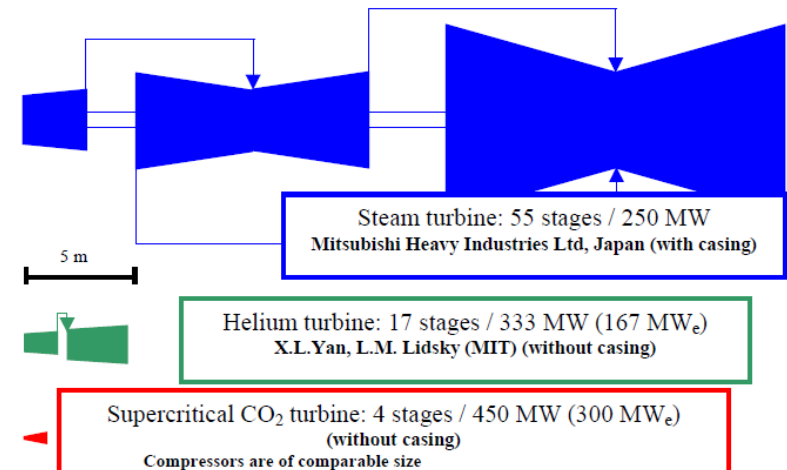 Steam turbine: 55 stages / 250 MW
Mitsubishi Heavy Industries Ltd, Japan (with casing)
5 m
Helium turbine: 17 stages / 333 MW (167 MWe)
X.L.Yan, L.M. Lidsky (MIT) (without casing)
Supercritical CO2 turbine: 4 stages / 450 MW (300 MWe)
(without casing)
Compressors are of comparable size